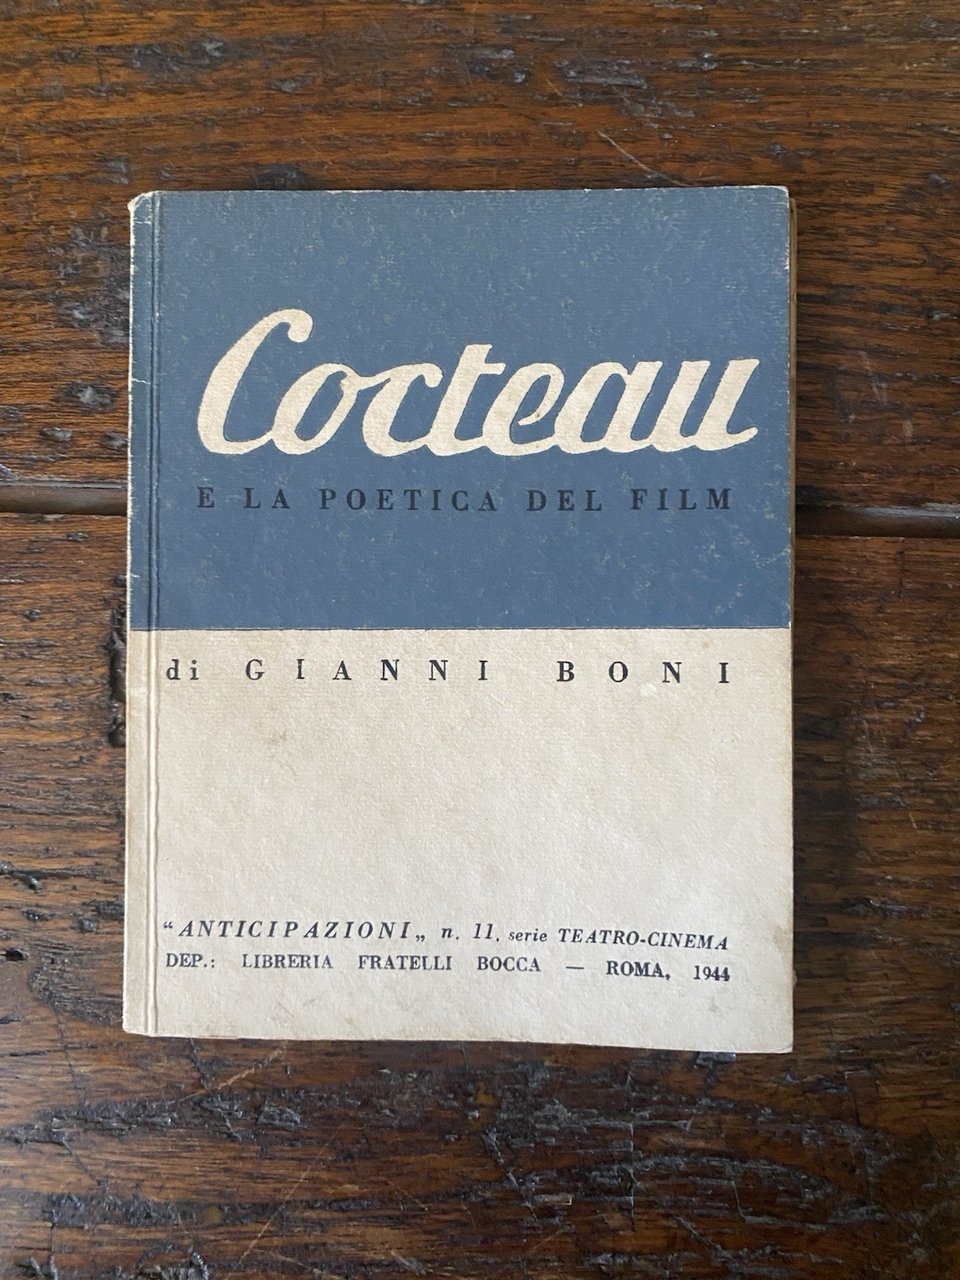 Cocteau
E LA POETICA DEL FILM
di GIANNI BONI
“ANTICIPAZIONI„ n. 11. serie TEATRO-CINEMA
DEP.: LIBRERIA FRATELLI BOCCA — ROMA, 1944